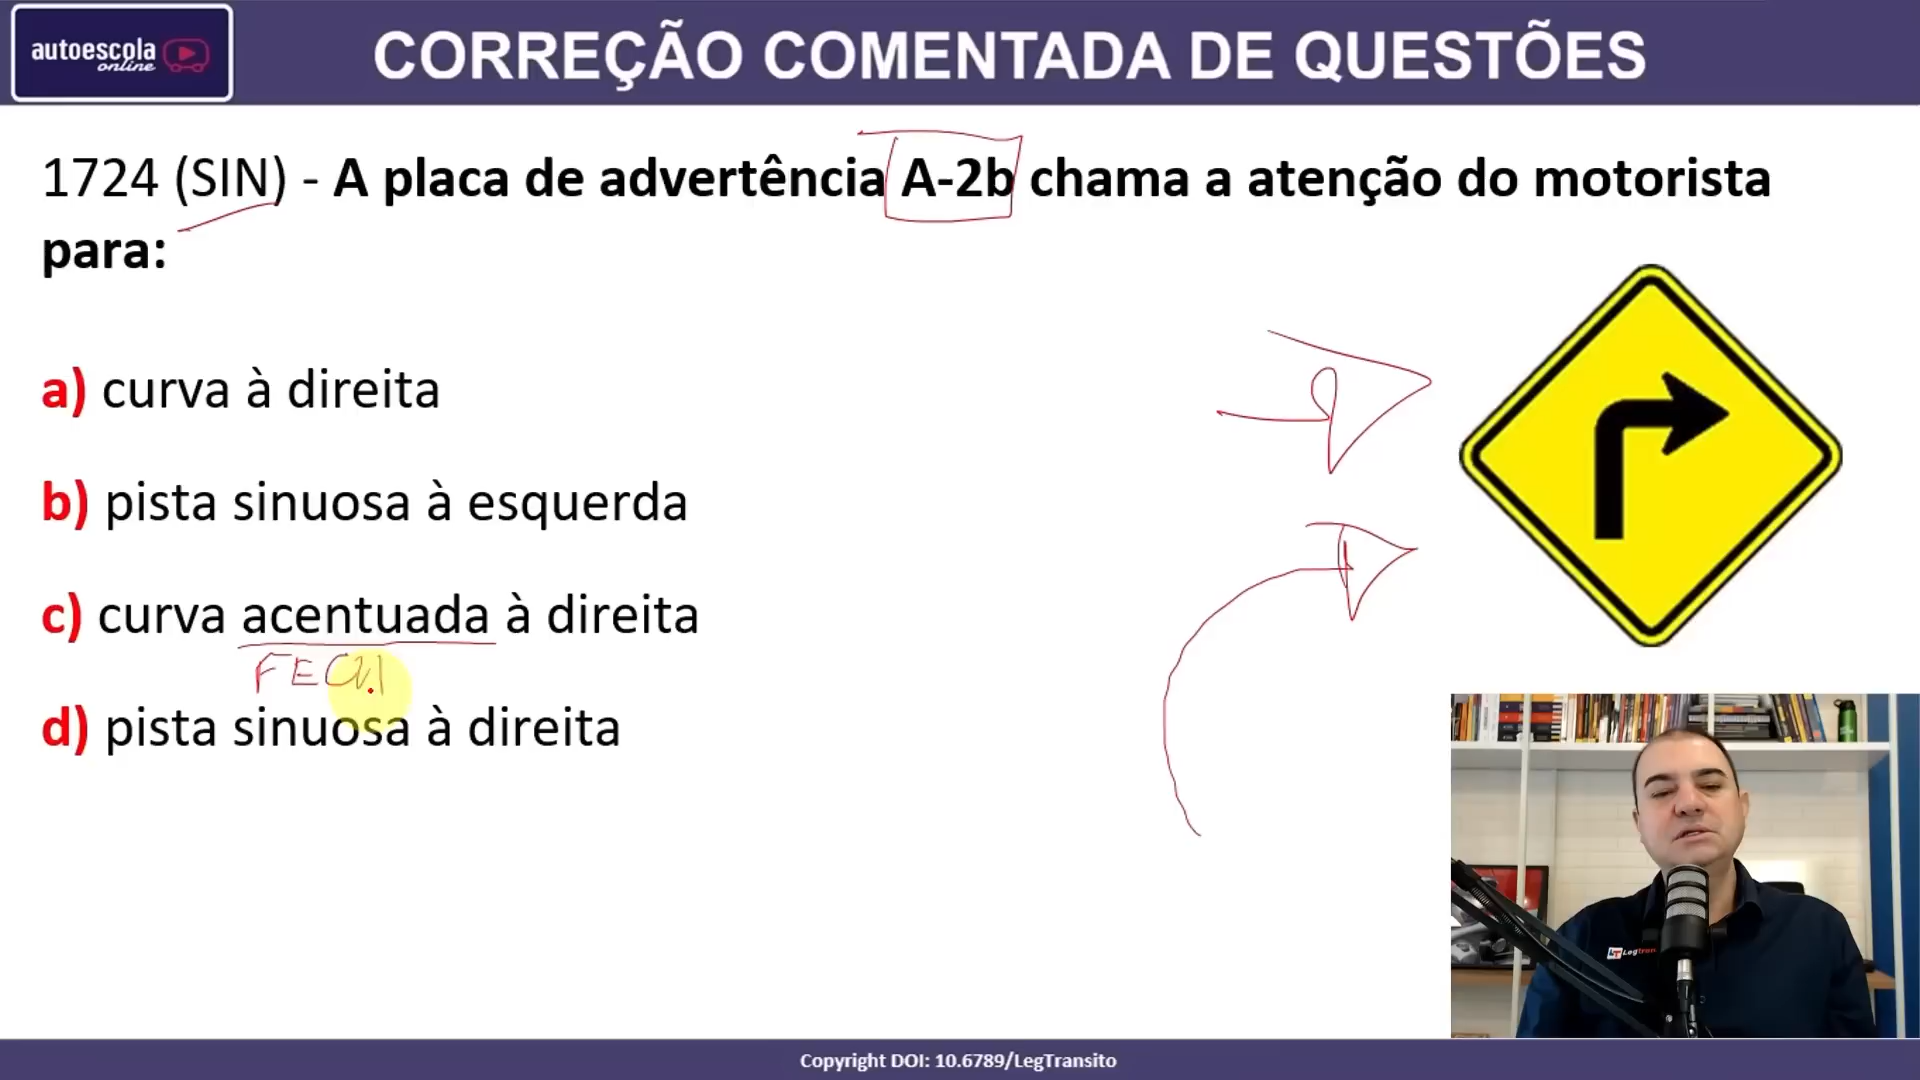 autoescola
online
CORREÇÃO COMENTADA DE QUESTÕES
1724 (SIN) - A placa de advertência A-2b chama a atenção do motorista
para:
a) curva à direita
b) pista sinuosa à esquerda
c) curva acentuada à direita
d) pista sinuosa à direita
Copyright DOI: 10.6789/LegTransito